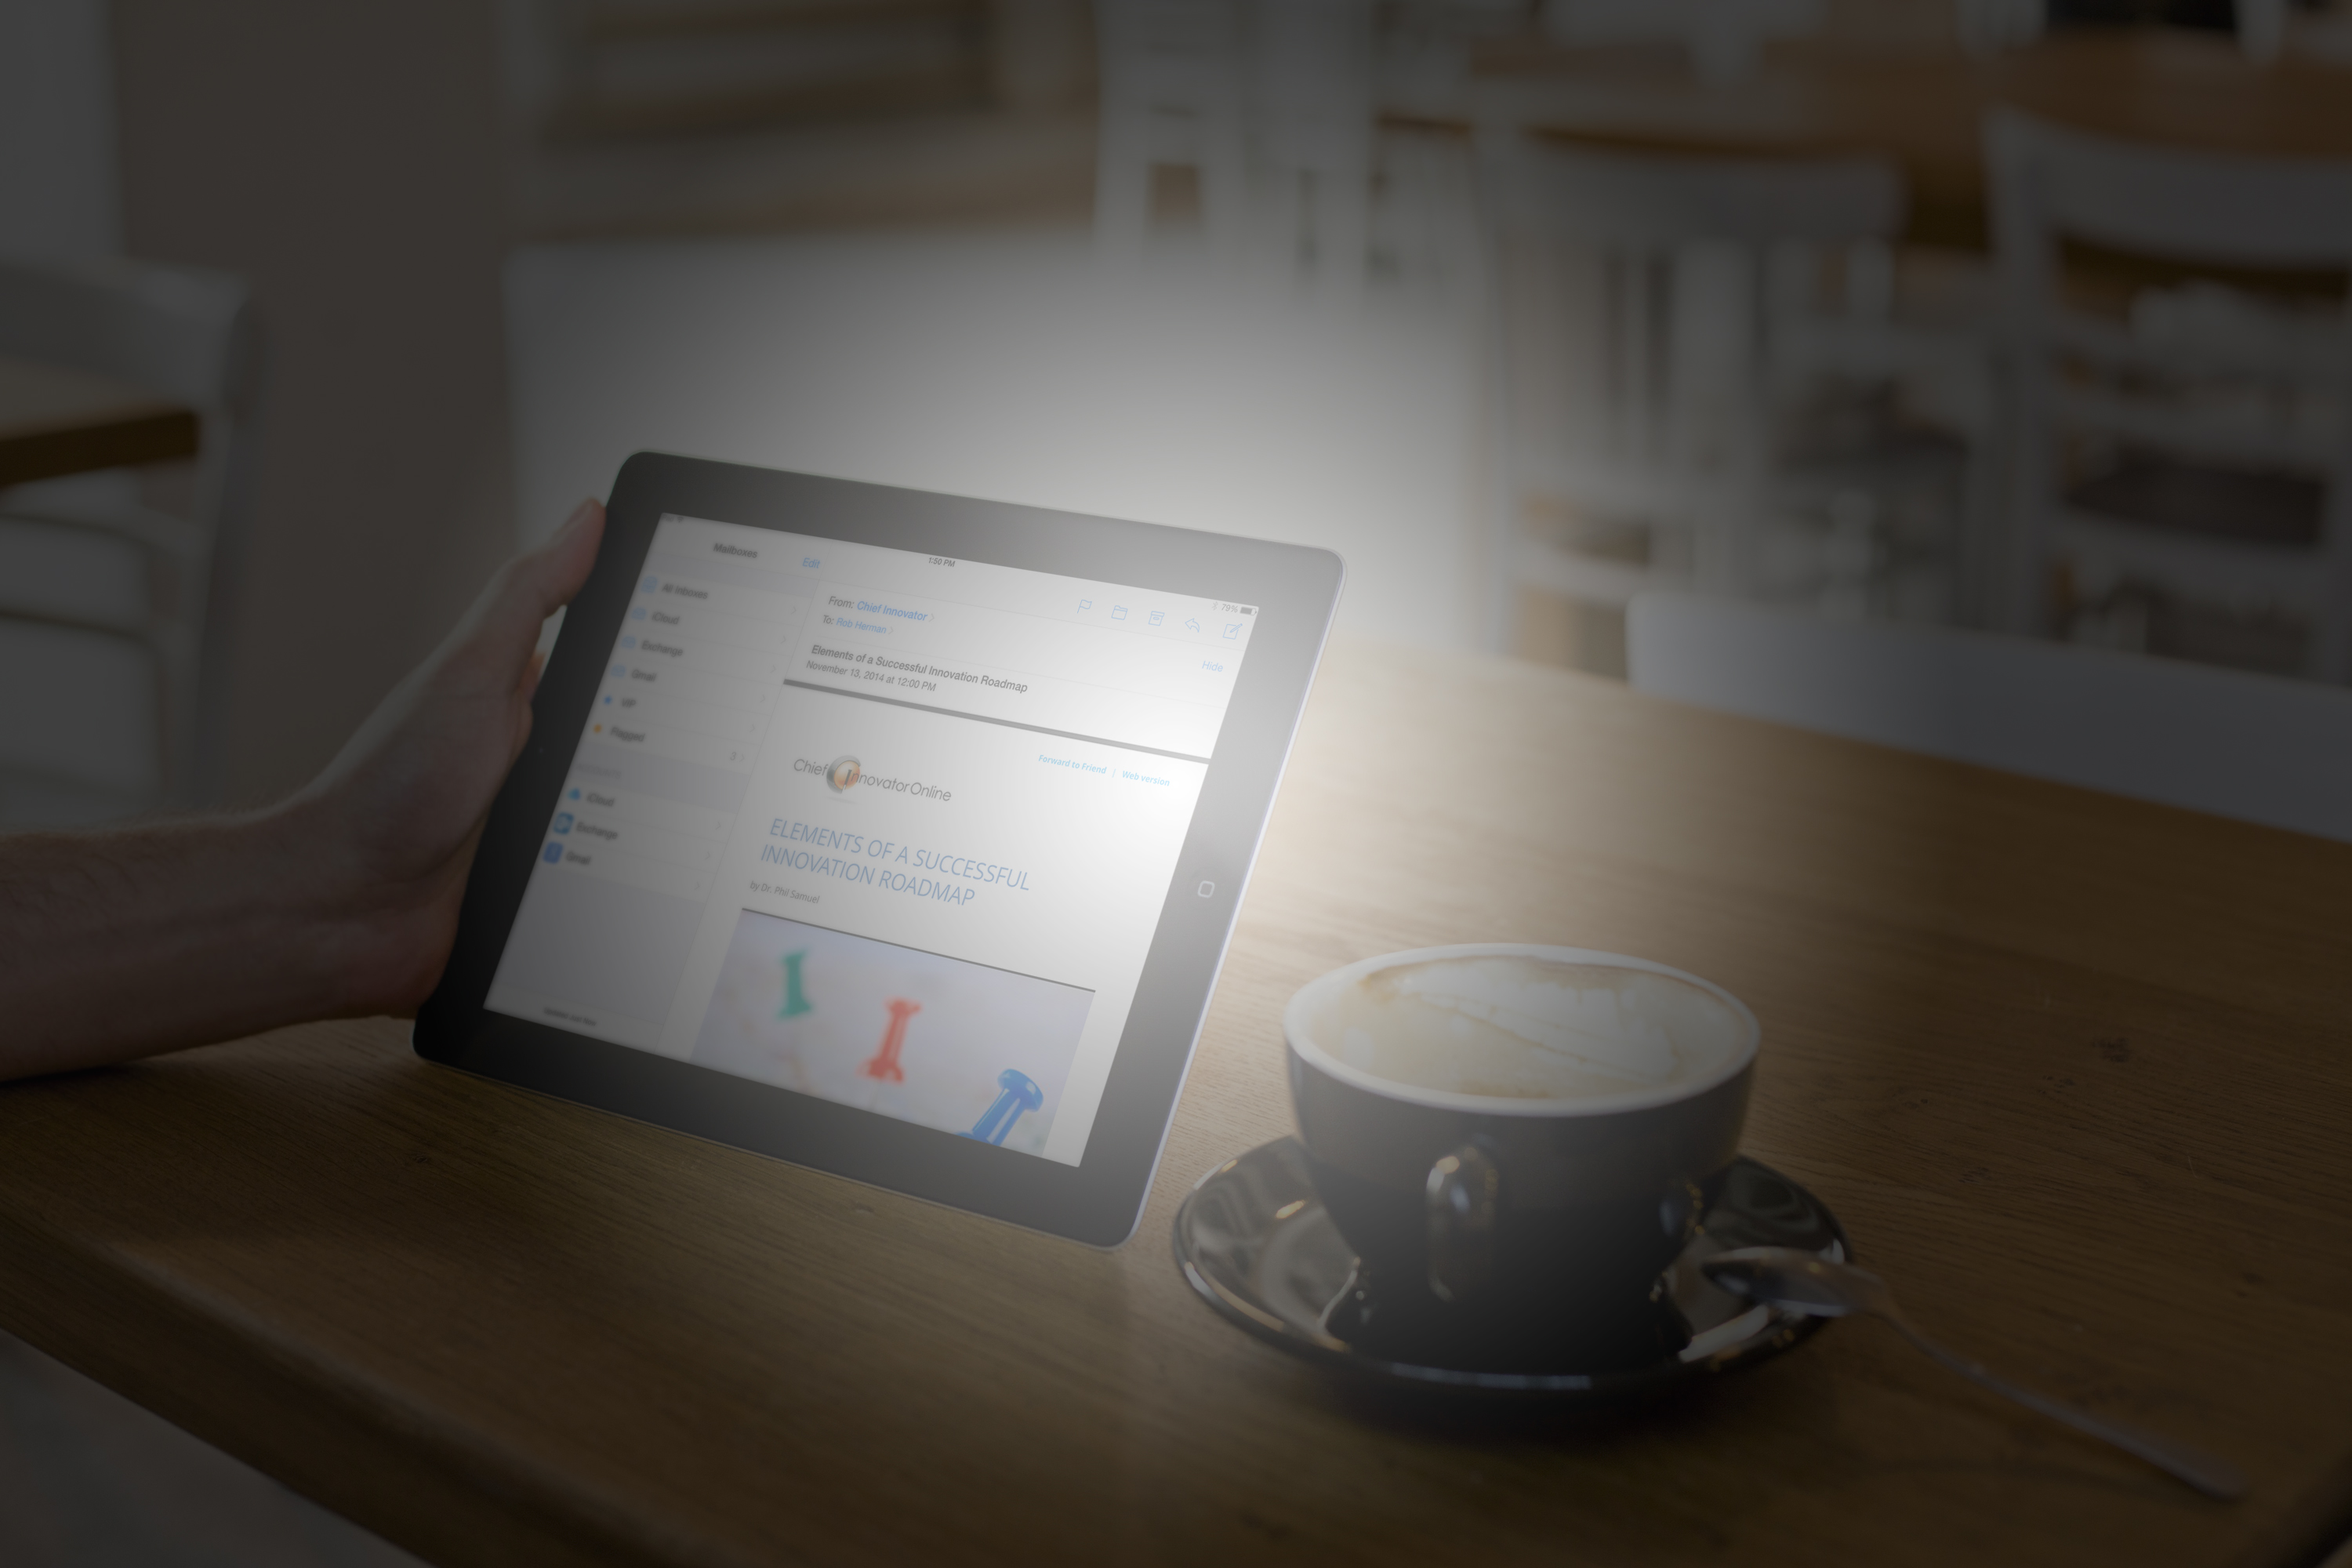 1:50 PM
79%
Mailboxes
Edit
All Inboxes
iCloud
Exchange
Gmail
VIP
Flagged
3
iCloud
Exchange
Gmail
From: Chief Innovator
To: Rob Herman
Hide
Elements of a Successful Innovation Roadmap
November 13, 2014 at 12:00 PM
Forward to Friend | Web version
Chief Innovator Online
ELEMENTS OF A SUCCESSFUL
INNOVATION ROADMAP
by Dr. Phil Samuel